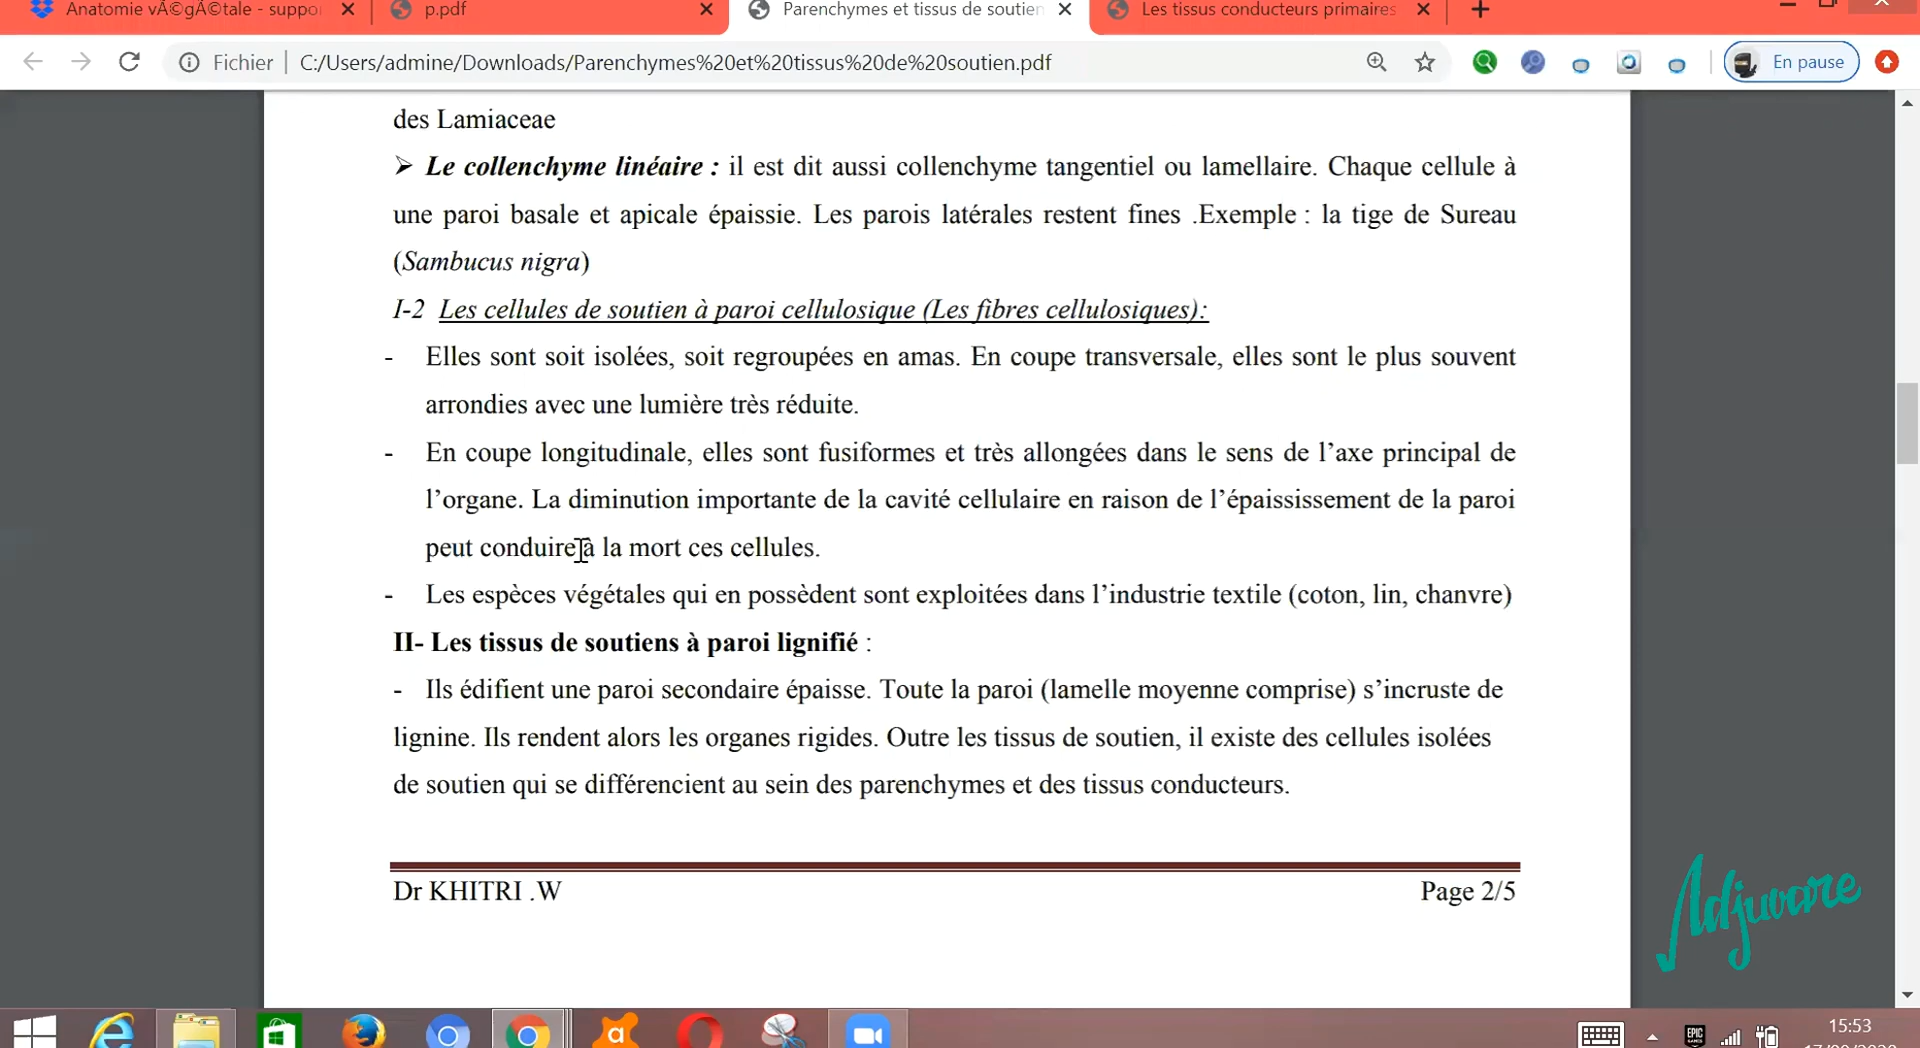 Anatomie vÃ©gÃ©tale - suppo
p.pdf
Parenchymes et tissus de soutien
Les tissus conducteurs primaires
Fichier C:/Users/admine/Downloads/Parenchymes%20et%20tissus%20de%20soutien.pdf
En pause
des Lamiaceae
➢ Le collenchyme linéaire : il est dit aussi collenchyme tangentiel ou lamellaire. Chaque cellule à
une paroi basale et apicale épaissie. Les parois latérales restent fines .Exemple : la tige de Sureau
(Sambucus nigra)
I-2 Les cellules de soutien à paroi cellulosique (Les fibres cellulosiques):
- Elles sont soit isolées, soit regroupées en amas. En coupe transversale, elles sont le plus souvent
arrondies avec une lumière très réduite.
- En coupe longitudinale, elles sont fusiformes et très allongées dans le sens de l’axe principal de
l’organe. La diminution importante de la cavité cellulaire en raison de l’épaississement de la paroi
peut conduire à la mort ces cellules.
- Les espèces végétales qui en possèdent sont exploitées dans l’industrie textile (coton, lin, chanvre)
II- Les tissus de soutiens à paroi lignifié :
- Ils édifient une paroi secondaire épaisse. Toute la paroi (lamelle moyenne comprise) s’incruste de
lignine. Ils rendent alors les organes rigides. Outre les tissus de soutien, il existe des cellules isolées
de soutien qui se différencient au sein des parenchymes et des tissus conducteurs.
Dr KHITRI .W Page 2/5
Adjuvare
EPIC
15:53